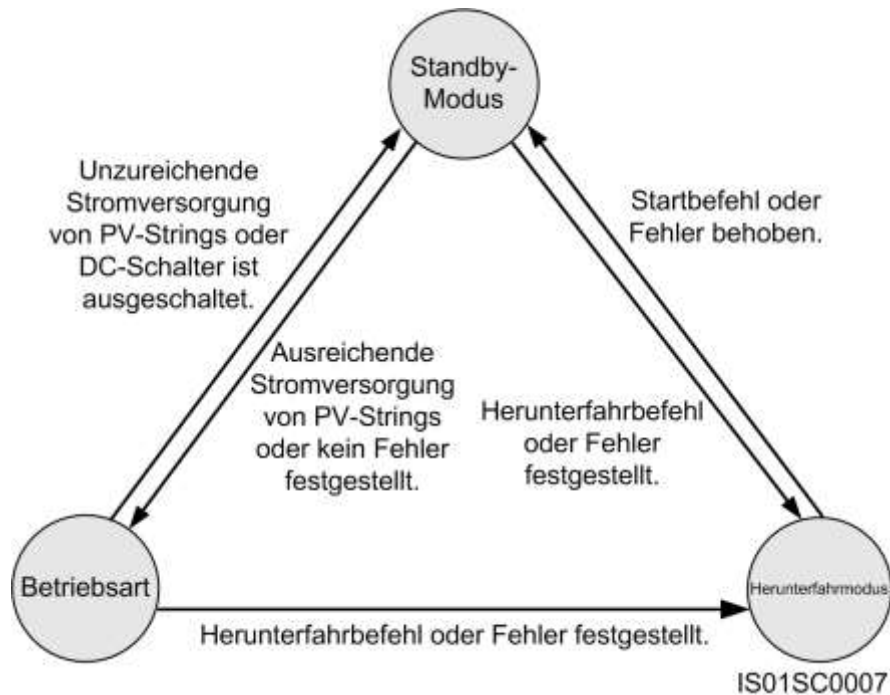 Standby-
Modus
Unzureichende
Stromversorgung
von PV-Strings oder
DC-Schalter ist
ausgeschaltet.
Startbefehl oder
Fehler behoben.
Ausreichende
Stromversorgung
von PV-Strings
oder kein Fehler
festgestellt.
Herunterfahrbefehl
oder Fehler
festgestellt.
Betriebsart
Herunterfahrmodus
Herunterfahrbefehl oder Fehler festgestellt.
IS01SC0007